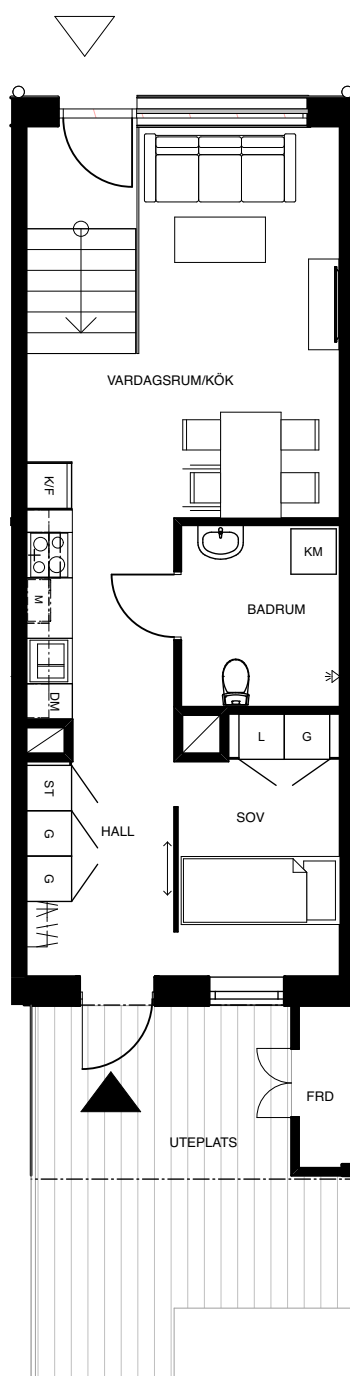 VARDAGSRUM/KÖK
K/F
KM
M
BADRUM
DM
L
G
ST
SOV
G
HALL
G
FRD
UTEPLATS